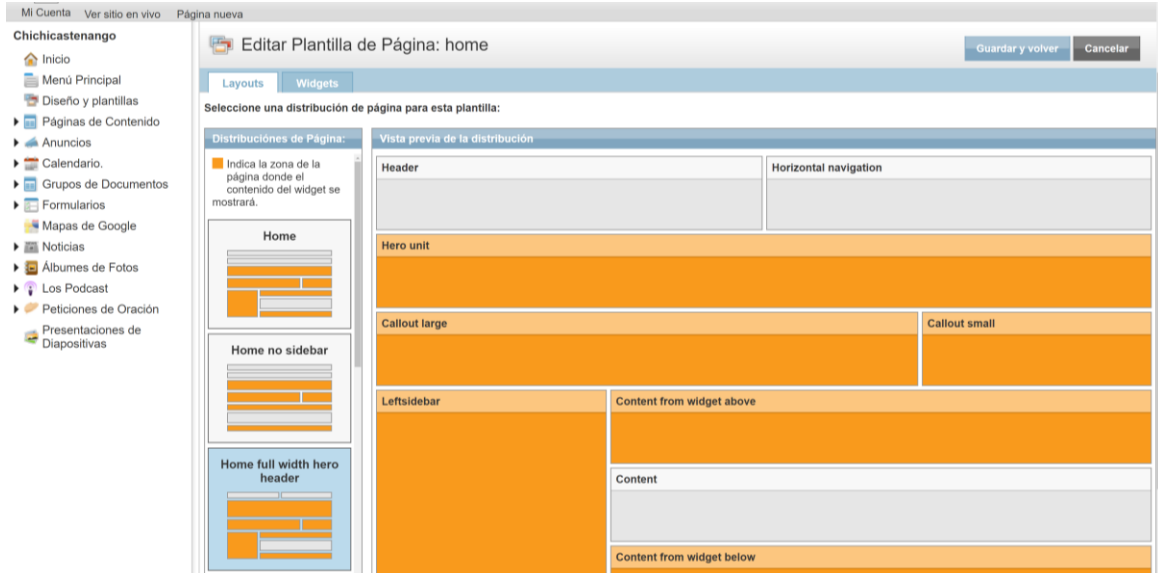 Mi Cuenta Ver sitio en vivo Página nueva
Chichicastenango
Inicio
Menú Principal
Diseño y plantillas
Páginas de Contenido
Anuncios
Calendario.
Grupos de Documentos
Formularios
Mapas de Google
Noticias
Álbumes de Fotos
Los Podcast
Peticiones de Oración
Presentaciones de
Diapositivas
Editar Plantilla de Página: home
Guardar y volver Cancelar
Layouts Widgets
Seleccione una distribución de página para esta plantilla:
Distribuciónes de Página:
Indica la zona de la
página donde el
contenido del widget se
mostrará.
Home
Home no sidebar
Home full width hero
header
Vista previa de la distribución
Header Horizontal navigation
Hero unit
Callout large Callout small
Leftsidebar Content from widget above
Content
Content from widget below